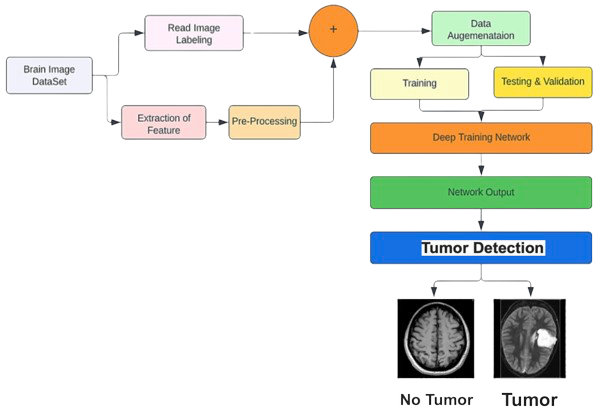 Read Image
Labeling
+
Data
Augemenataion
Brain Image
DataSet
Extraction of
Feature
Pre-Processing
Training
Testing & Validation
Deep Training Network
Network Output
Tumor Detection
No Tumor
Tumor